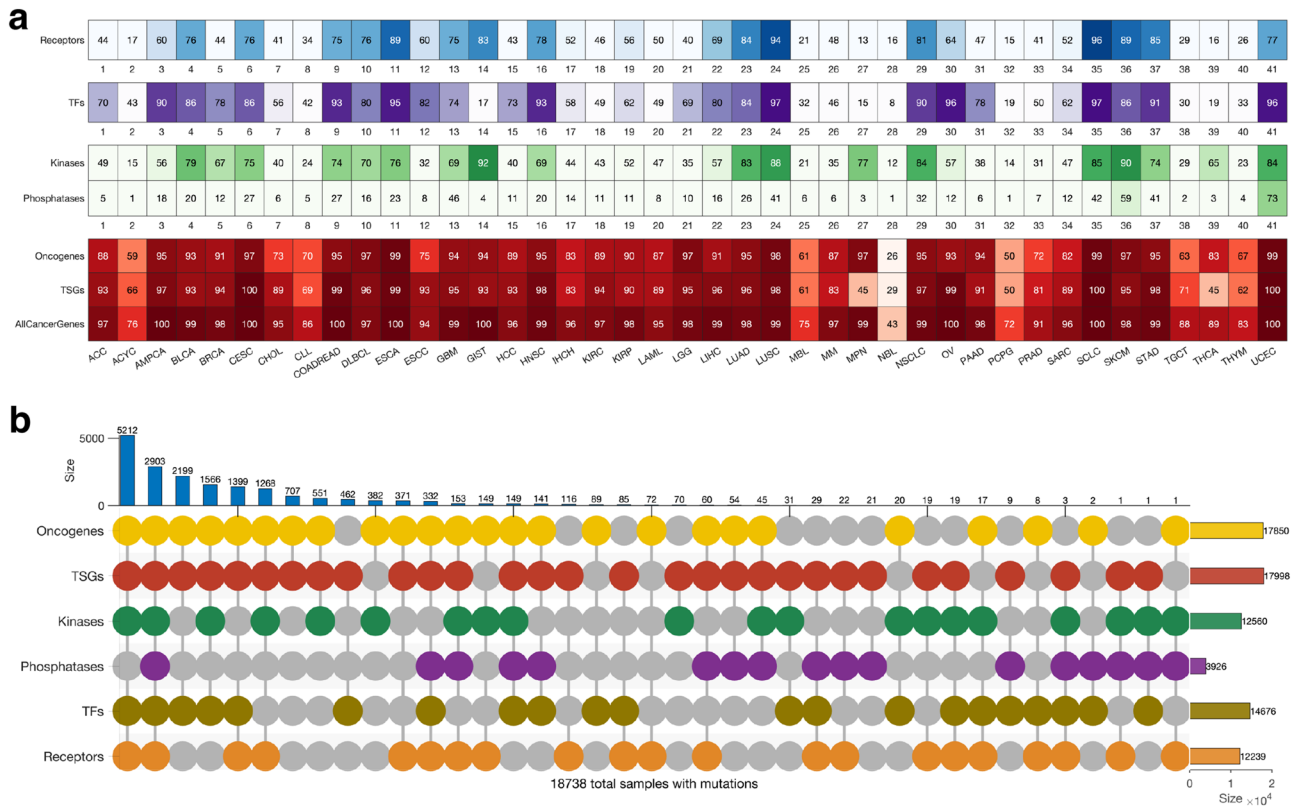 a
Receptors 44 17 60 76 43 76 41 34 75 76 89 60 75 83 43 78 52 46 56 50 40 69 84 94 21 48 13 16 81 64 47 15 41 52 96 89 85 29 16 26 77
1 2 3 4 5 6 7 8 9 10 11 12 13 14 15 16 17 18 19 20 21 22 23 24 25 26 27 28 29 30 31 32 33 34 35 36 37 38 39 40 41
TFs 70 43 90 86 78 86 56 42 93 80 95 82 74 17 73 93 58 49 62 49 69 80 84 97 32 46 15 8 90 96 78 19 50 62 97 86 91 39 19 33 96
1 2 3 4 5 6 7 8 9 10 11 12 13 14 15 16 17 18 19 20 21 22 23 24 25 26 27 28 29 30 31 32 33 34 35 36 37 38 39 40 41
Kinases 49 15 56 79 67 75 40 24 74 70 76 32 69 92 40 69 44 43 52 47 35 57 83 88 21 35 77 12 84 57 38 14 31 47 85 90 74 29 65 23 84
Phosphatases 5 1 18 20 12 27 6 5 27 16 23 8 46 4 11 20 14 11 11 8 10 16 26 41 6 6 3 1 32 12 6 1 7 12 42 59 41 2 3 4 73
1 2 3 4 5 6 7 8 9 10 11 12 13 14 15 16 17 18 19 20 21 22 23 24 25 26 27 28 29 30 31 32 33 34 35 36 37 38 39 40 41
Oncogenes 88 59 95 93 91 97 73 70 95 97 99 75 94 94 89 94 83 89 90 87 97 91 95 98 61 87 97 26 95 93 94 50 72 82 99 97 95 63 83 67 99
TSGs 93 66 97 93 94 100 89 69 99 97 99 93 95 93 93 98 83 94 90 89 95 96 96 98 61 83 45 29 97 99 91 50 81 89 100 95 98 71 45 62 100
AllCancerGenes 97 76 100 99 98 100 95 86 100 97 100 94 99 100 96 99 96 97 98 95 98 99 98 99 75 97 99 43 99 100 98 72 91 96 100 98 99 88 89 83 100
ACC ACYC AMPCA BLCA BRCA CESC CHOL CLL COADREAD DLBCL ESCA ESCC GBM GIST HCC HNSC IHCH KIRC KIRP LAML LGG LIHC LUAD LUSC MBL MM MPN NBL NSCLC OV PAAD PCPG PRAD SARC SCLC SKCM STAD TGCT THCA THYM UCEC
b
5000
Size
0
5212 2903 2199 1566 1399 1268 707 551 462 382 371 332 153 149 149 141 116 89 85 72 70 60 54 45 31 29 22 21 20 19 19 17 9 8 3 2 1 1 1
Oncogenes 17850
TSGs 17998
Kinases 12560
Phosphatases 3926
TFs 14676
Receptors 12239
18738 total samples with mutations
0 1 2
Size ×10^4